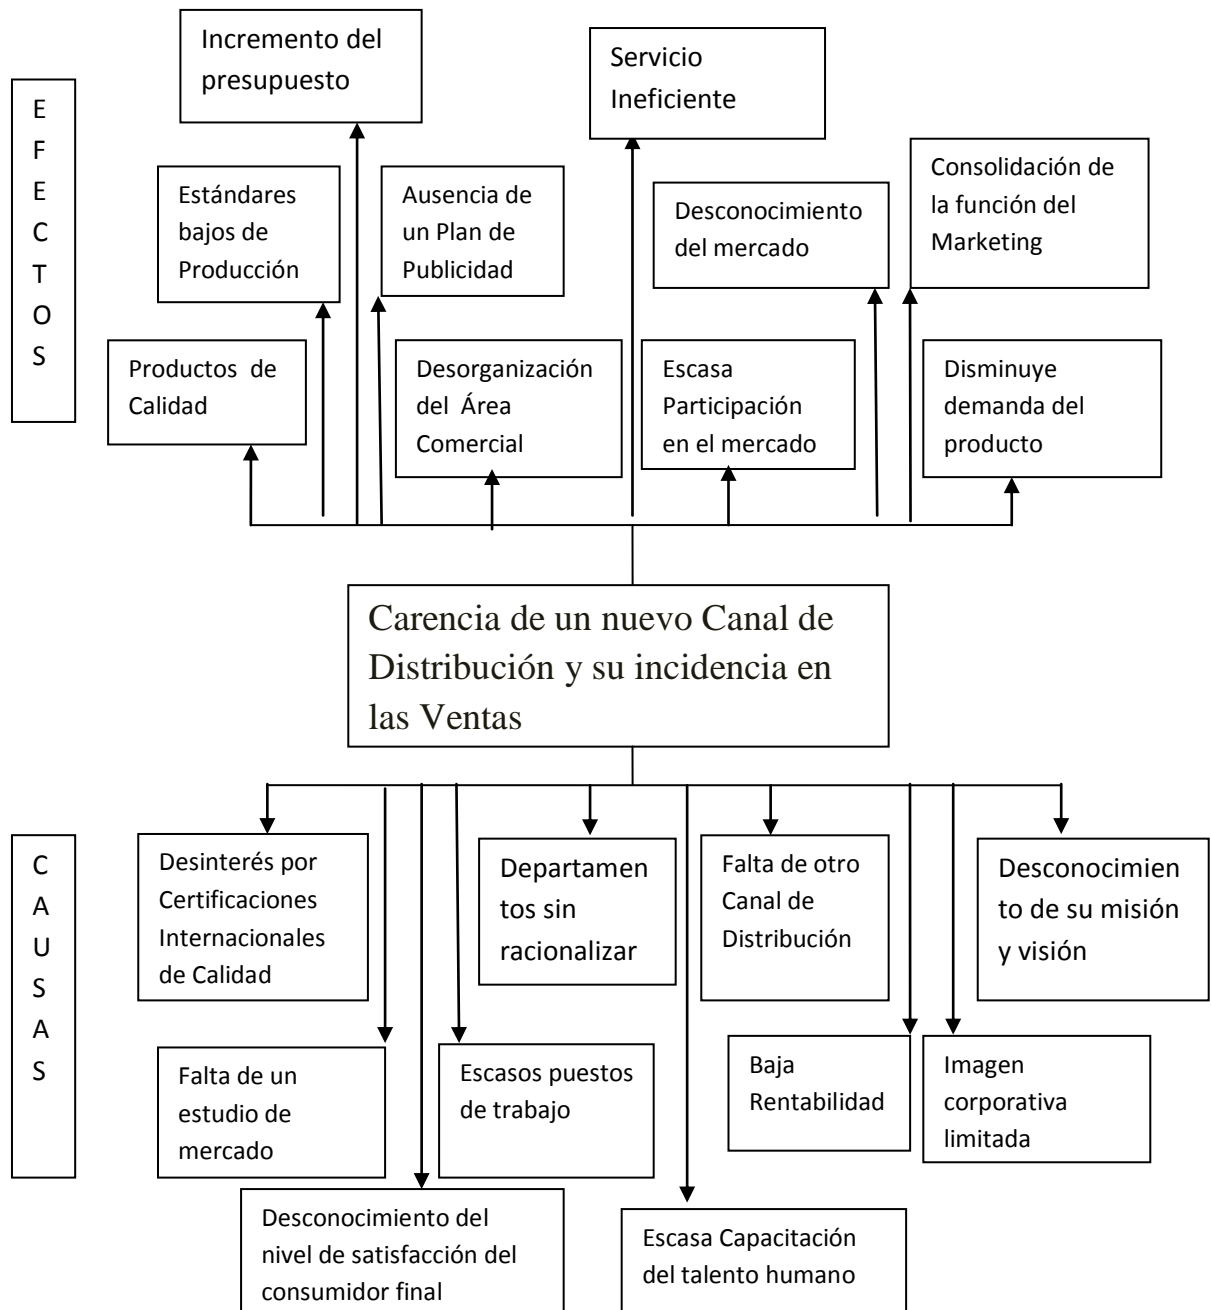 Incremento del
presupuesto
Servicio
Ineficiente
E
F
E
C
T
O
S
Estándares
bajos de
Producción
Ausencia de
un Plan de
Publicidad
Desconocimiento
del mercado
Consolidación de
la función del
Marketing
Productos de
Calidad
Desorganización
del Área
Comercial
Escasa
Participación
en el mercado
Disminuye
demanda del
producto
Carencia de un nuevo Canal de
Distribución y su incidencia en
las Ventas
C
A
U
S
A
S
Desinterés por
Certificaciones
Internacionales
de Calidad
Departamen
tos sin
racionalizar
Falta de otro
Canal de
Distribución
Desconocimien
to de su misión
y visión
Falta de un
estudio de
mercado
Escasos puestos
de trabajo
Baja
Rentabilidad
Imagen
corporativa
limitada
Desconocimiento del
nivel de satisfacción del
consumidor final
Escasa Capacitación
del talento humano